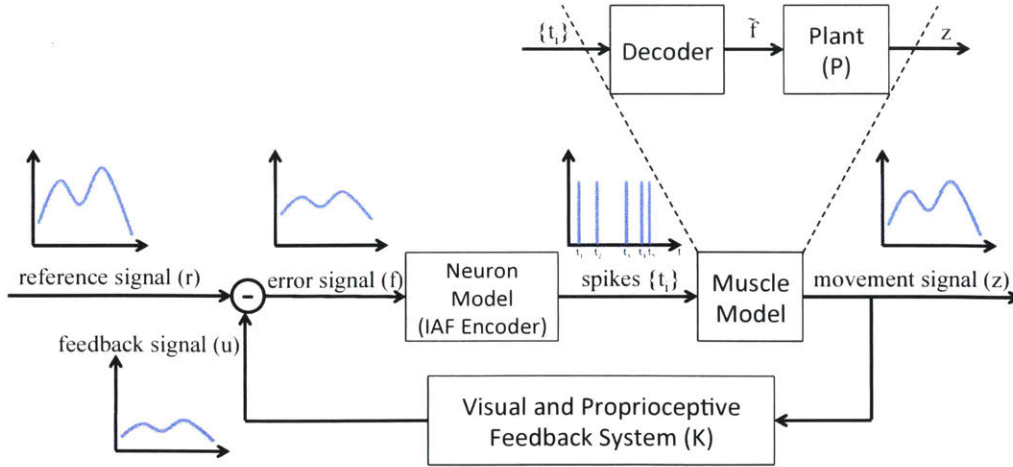 {tᵢ}
Decoder
f̃
Plant
(P)
z
reference signal (r)
-
error signal (f)
Neuron
Model
(IAF Encoder)
spikes {tᵢ}
Muscle
Model
movement signal (z)
feedback signal (u)
Visual and Proprioceptive
Feedback System (K)